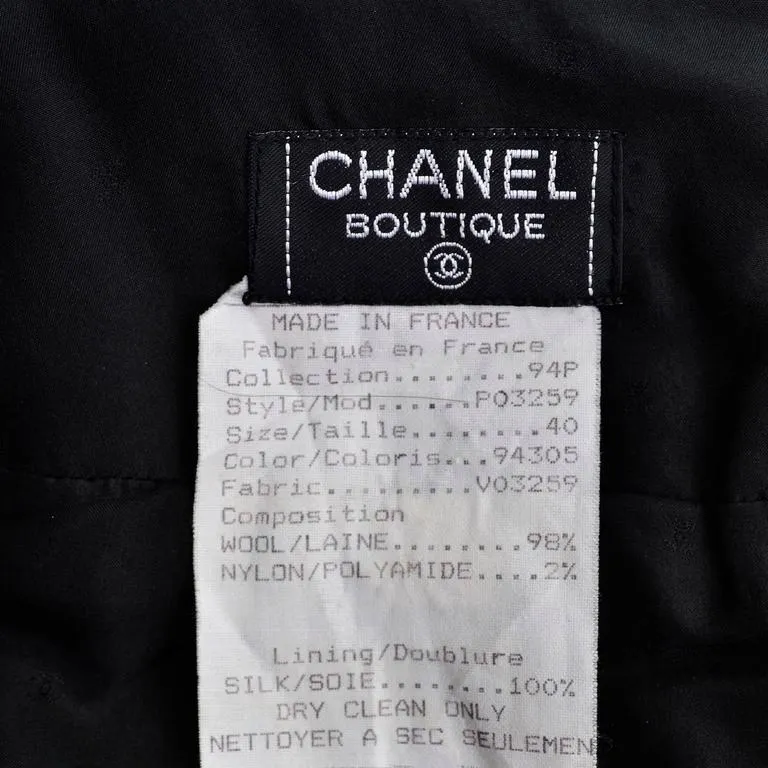 CHANEL
BOUTIQUE
MADE IN FRANCE
Fabriqué en France
Collection.........94P
Style/Mod......P03259
Size/Taille.........40
Color/Coloris...94305
Fabric..........V03259
Composition
WOOL/LAINE.........98%
NYLON/POLYAMIDE....2%
Lining/Doublure
SILK/SOIE........100%
DRY CLEAN ONLY
NETTOYER A SEC SEULEMEN